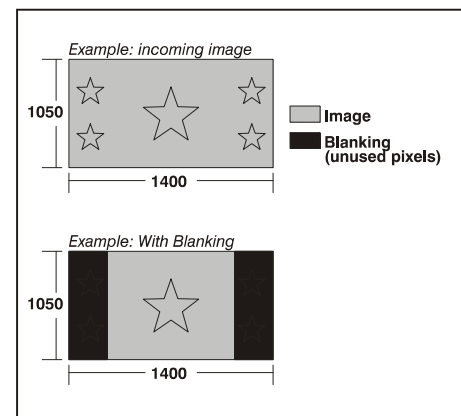 Example: incoming image
1050
1400
Image
Blanking
(unused pixels)
Example: With Blanking
1050
1400